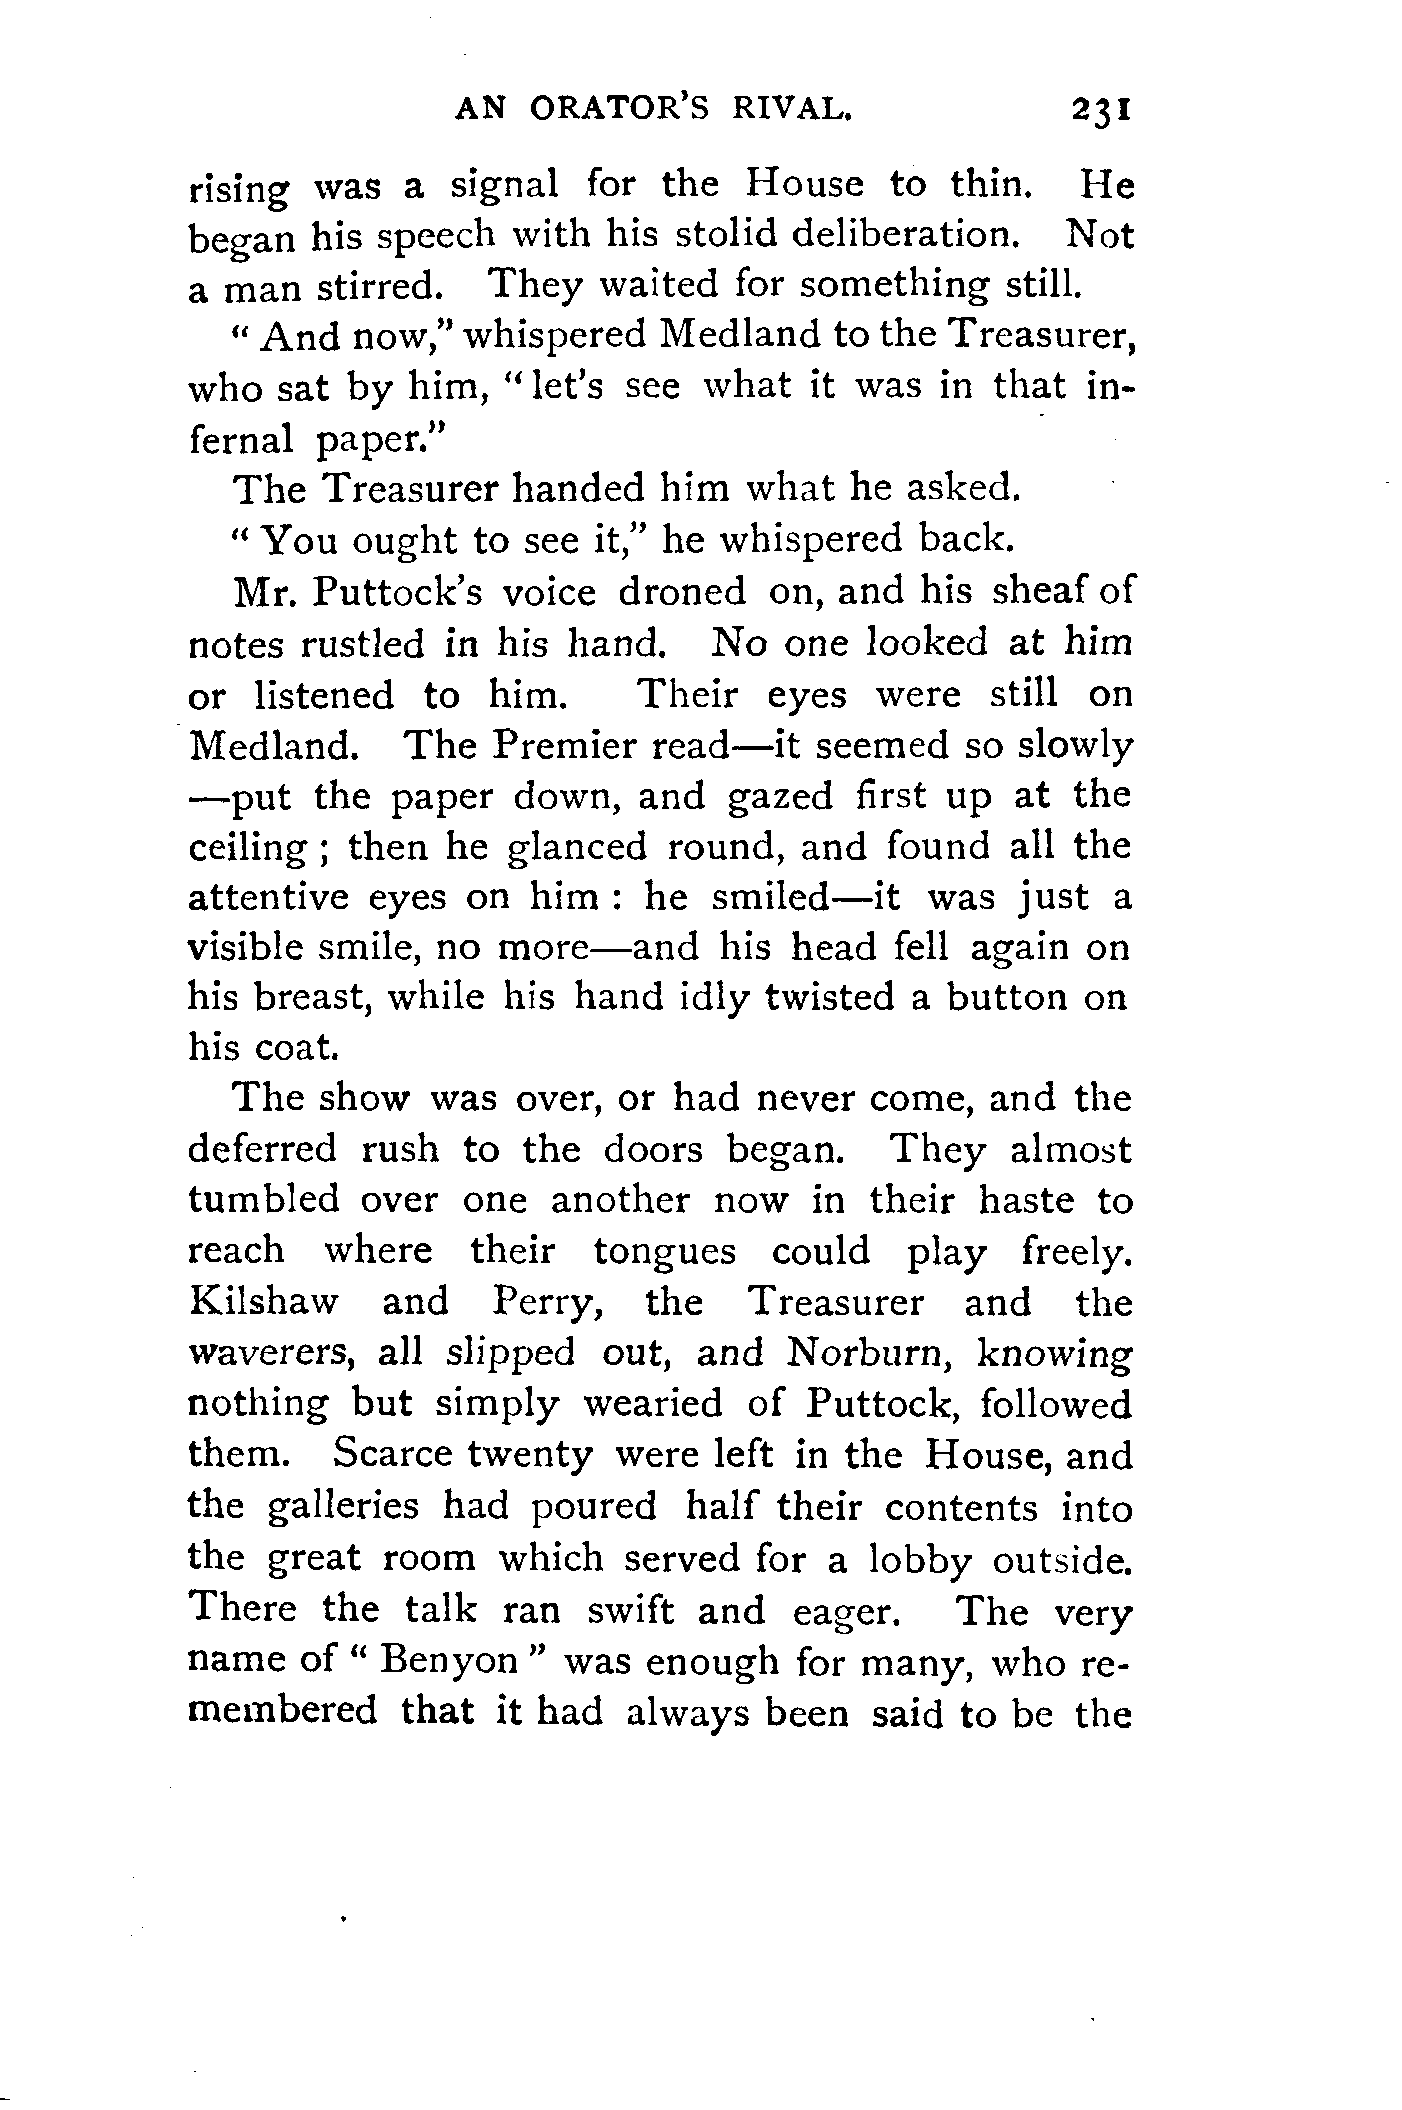 AN ORATOR'S RIVAL. 231
rising was a signal for the House to thin. He
began his speech with his stolid deliberation. Not
a man stirred. They waited for something still.
" And now," whispered Medland to the Treasurer,
who sat by him, " let's see what it was in that in-
fernal paper."
The Treasurer handed him what he asked.
" You ought to see it," he whispered back.
Mr. Puttock's voice droned on, and his sheaf of
notes rustled in his hand. No one looked at him
or listened to him. Their eyes were still on
Medland. The Premier read—it seemed so slowly
—put the paper down, and gazed first up at the
ceiling ; then he glanced round, and found all the
attentive eyes on him : he smiled—it was just a
visible smile, no more—and his head fell again on
his breast, while his hand idly twisted a button on
his coat.
The show was over, or had never come, and the
deferred rush to the doors began. They almost
tumbled over one another now in their haste to
reach where their tongues could play freely.
Kilshaw and Perry, the Treasurer and the
waverers, all slipped out, and Norburn, knowing
nothing but simply wearied of Puttock, followed
them. Scarce twenty were left in the House, and
the galleries had poured half their contents into
the great room which served for a lobby outside.
There the talk ran swift and eager. The very
name of " Benyon " was enough for many, who re-
membered that it had always been said to be the